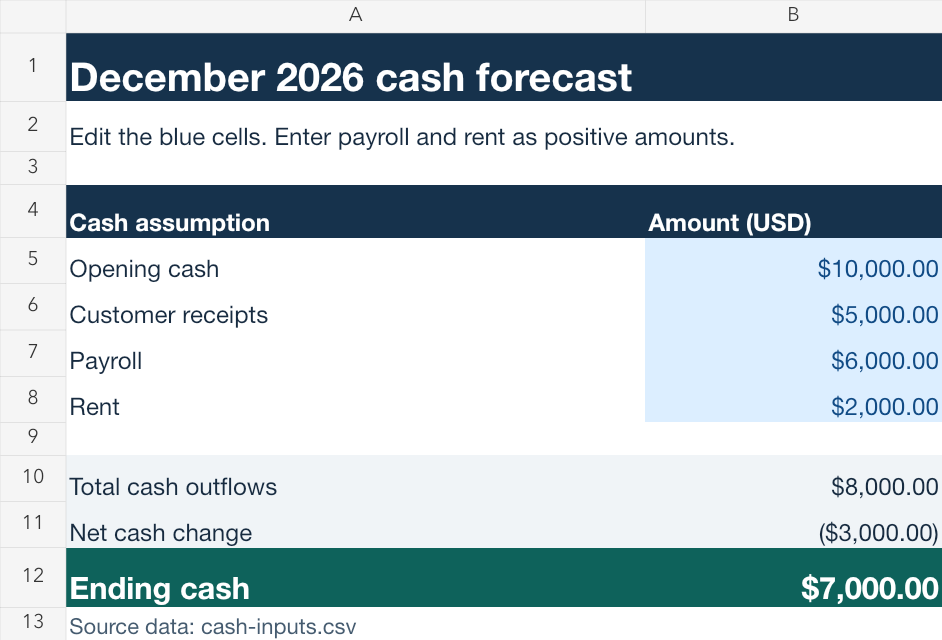 A B
1 December 2026 cash forecast
2 Edit the blue cells. Enter payroll and rent as positive amounts.
3
4 Cash assumption Amount (USD)
5 Opening cash $10,000.00
6 Customer receipts $5,000.00
7 Payroll $6,000.00
8 Rent $2,000.00
9
10 Total cash outflows $8,000.00
11 Net cash change ($3,000.00)
12 Ending cash $7,000.00
13 Source data: cash-inputs.csv